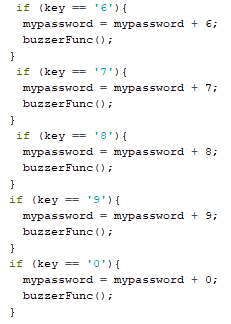 if (key == '6'){
mypassword = mypassword + 6;
buzzerFunc();
}
if (key == '7'){
mypassword = mypassword + 7;
buzzerFunc();
}
if (key == '8'){
mypassword = mypassword + 8;
buzzerFunc();
}
if (key == '9'){
mypassword = mypassword + 9;
buzzerFunc();
}
if (key == '0'){
mypassword = mypassword + 0;
buzzerFunc();
}